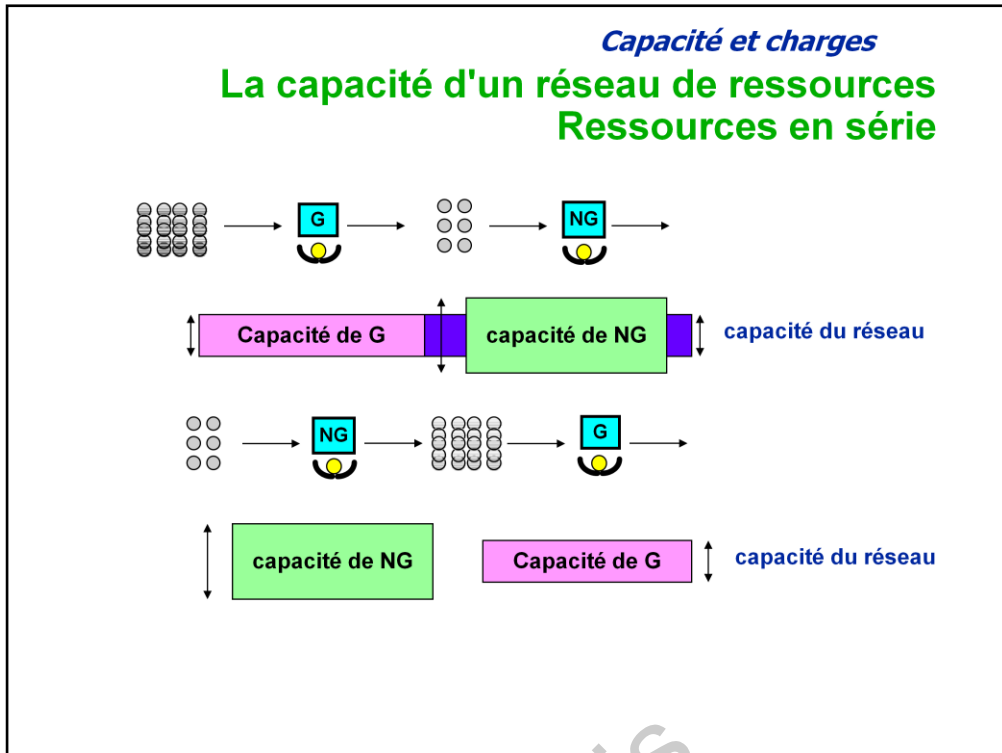 Capacité et charges
La capacité d'un réseau de ressources
Ressources en série
G
NG
Capacité de G
capacité de NG
capacité du réseau
NG
G
capacité de NG
Capacité de G
capacité du réseau